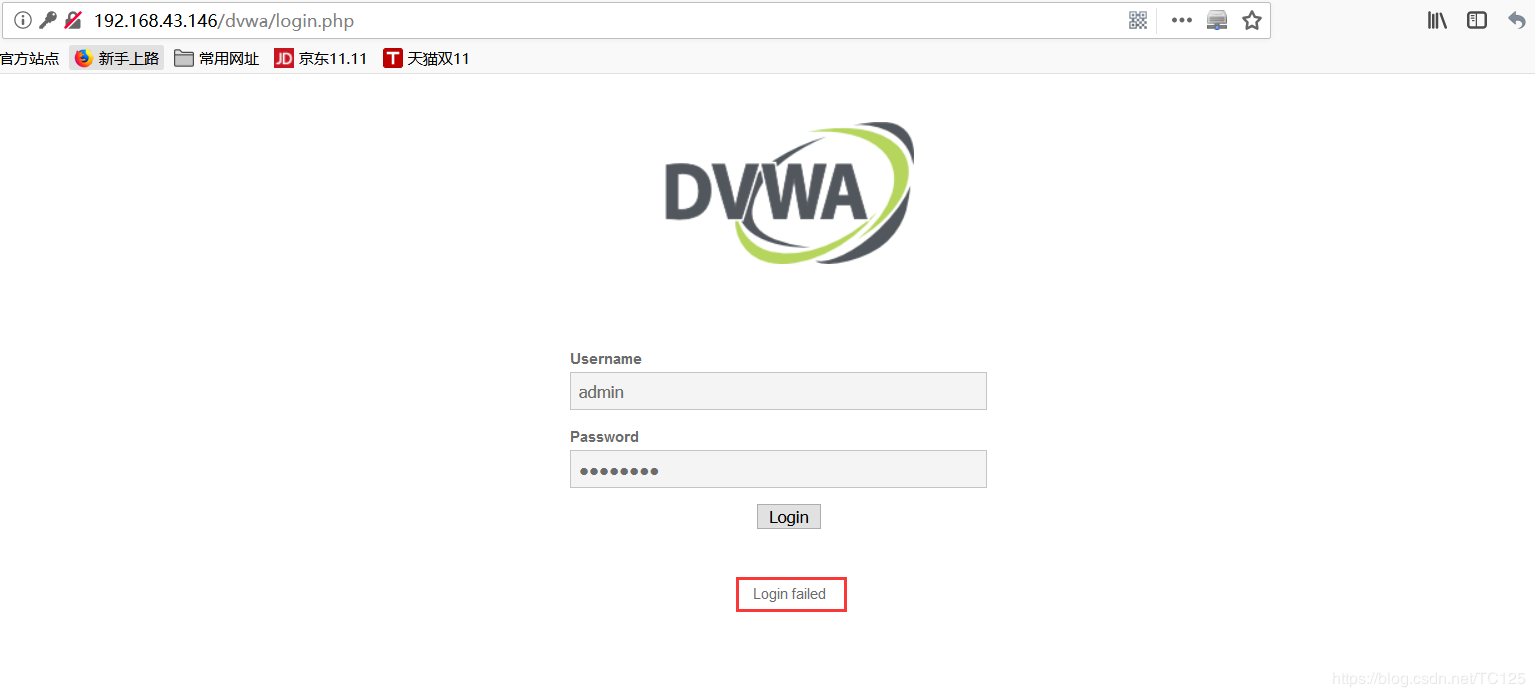 192.168.43.146/dvwa/login.php
官方站点 新手上路 常用网址 JD 京东11.11 T 天猫双11
DVWA
Username
admin
Password
●●●●●●●●
Login
Login failed
https://blog.csdn.net/TC125